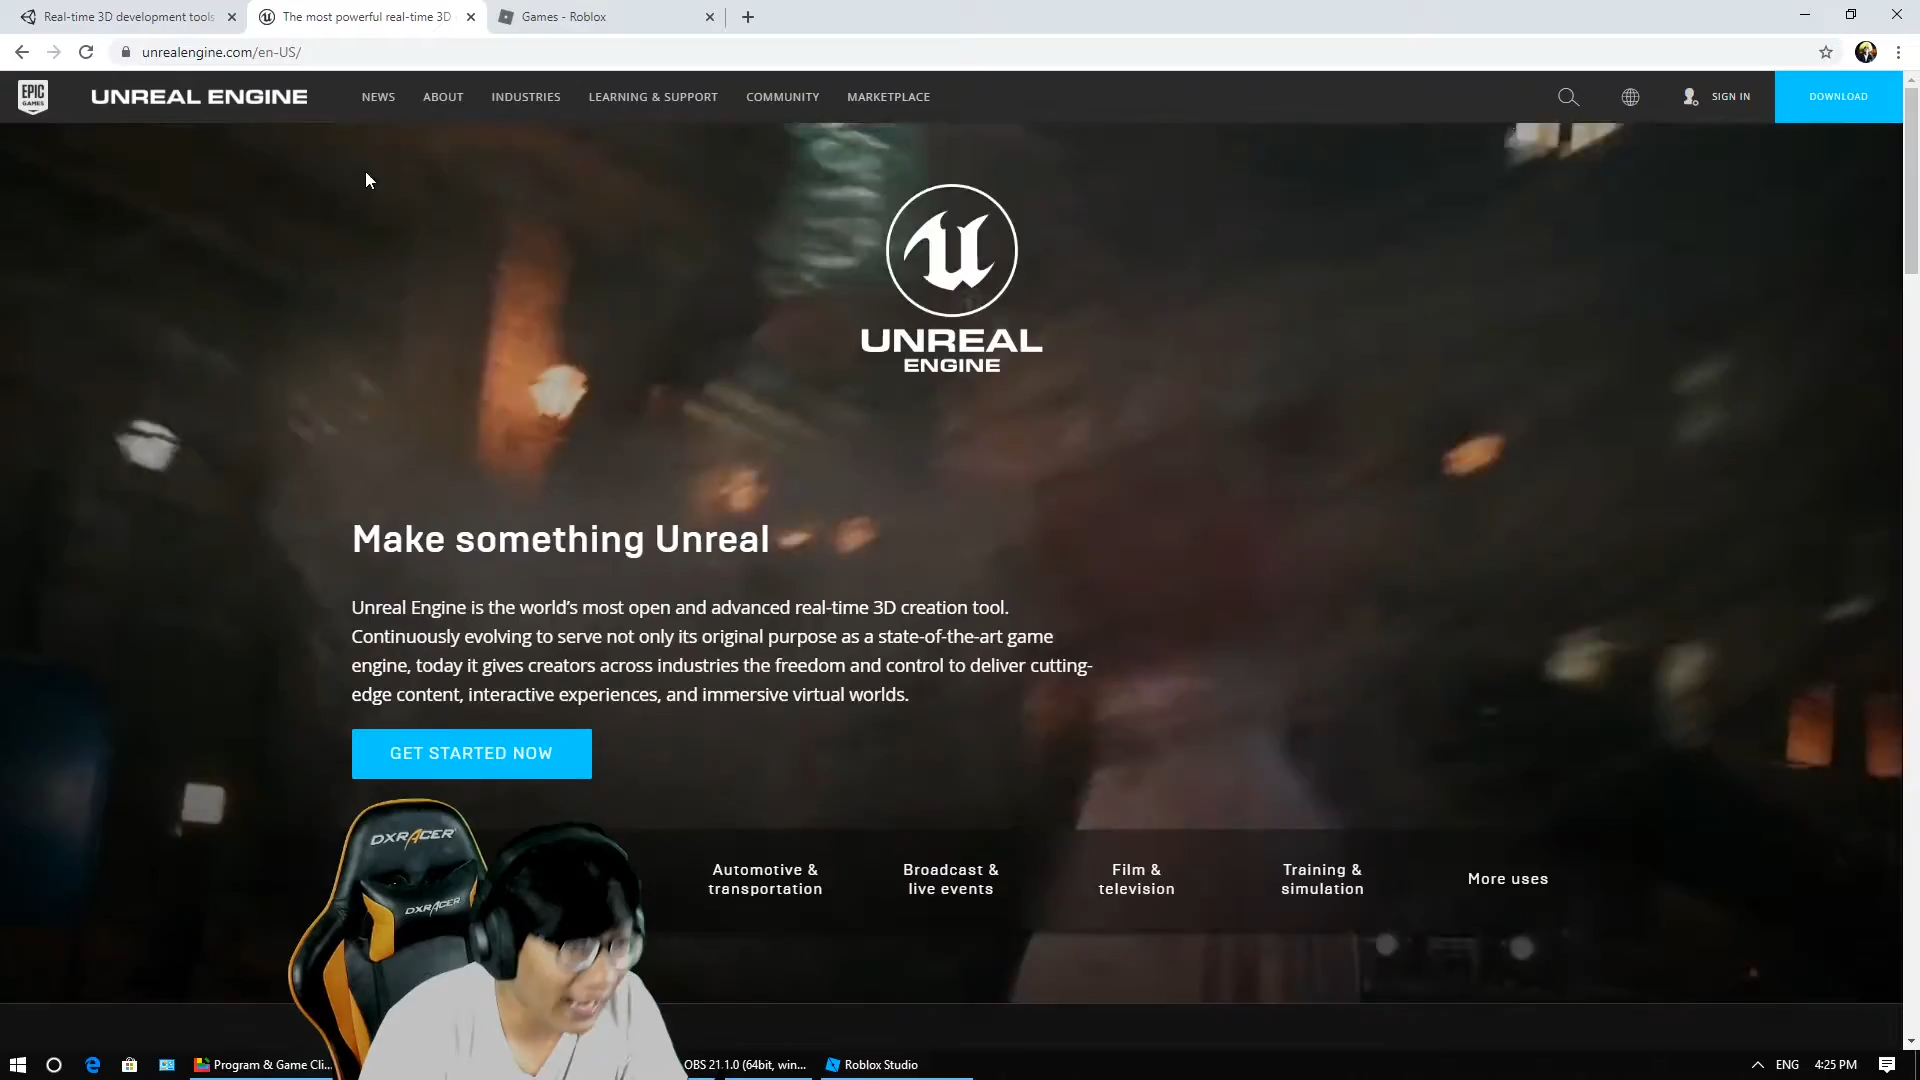 Real-time 3D development tools
The most powerful real-time 3D
Games - Roblox
unrealengine.com/en-US/
EPIC
GAMES
UNREAL ENGINE
NEWS
ABOUT
INDUSTRIES
LEARNING & SUPPORT
COMMUNITY
MARKETPLACE
SIGN IN
DOWNLOAD
UNREAL
ENGINE
Make something Unreal
Unreal Engine is the world’s most open and advanced real-time 3D creation tool.
Continuously evolving to serve not only its original purpose as a state-of-the-art game
engine, today it gives creators across industries the freedom and control to deliver cutting-
edge content, interactive experiences, and immersive virtual worlds.
GET STARTED NOW
Automotive &
transportation
Broadcast &
live events
Film &
television
Training &
simulation
More uses
DXRACER
DXRACER
Program & Game Cli...
OBS 21.1.0 (64bit, win...
Roblox Studio
ENG
4:25 PM